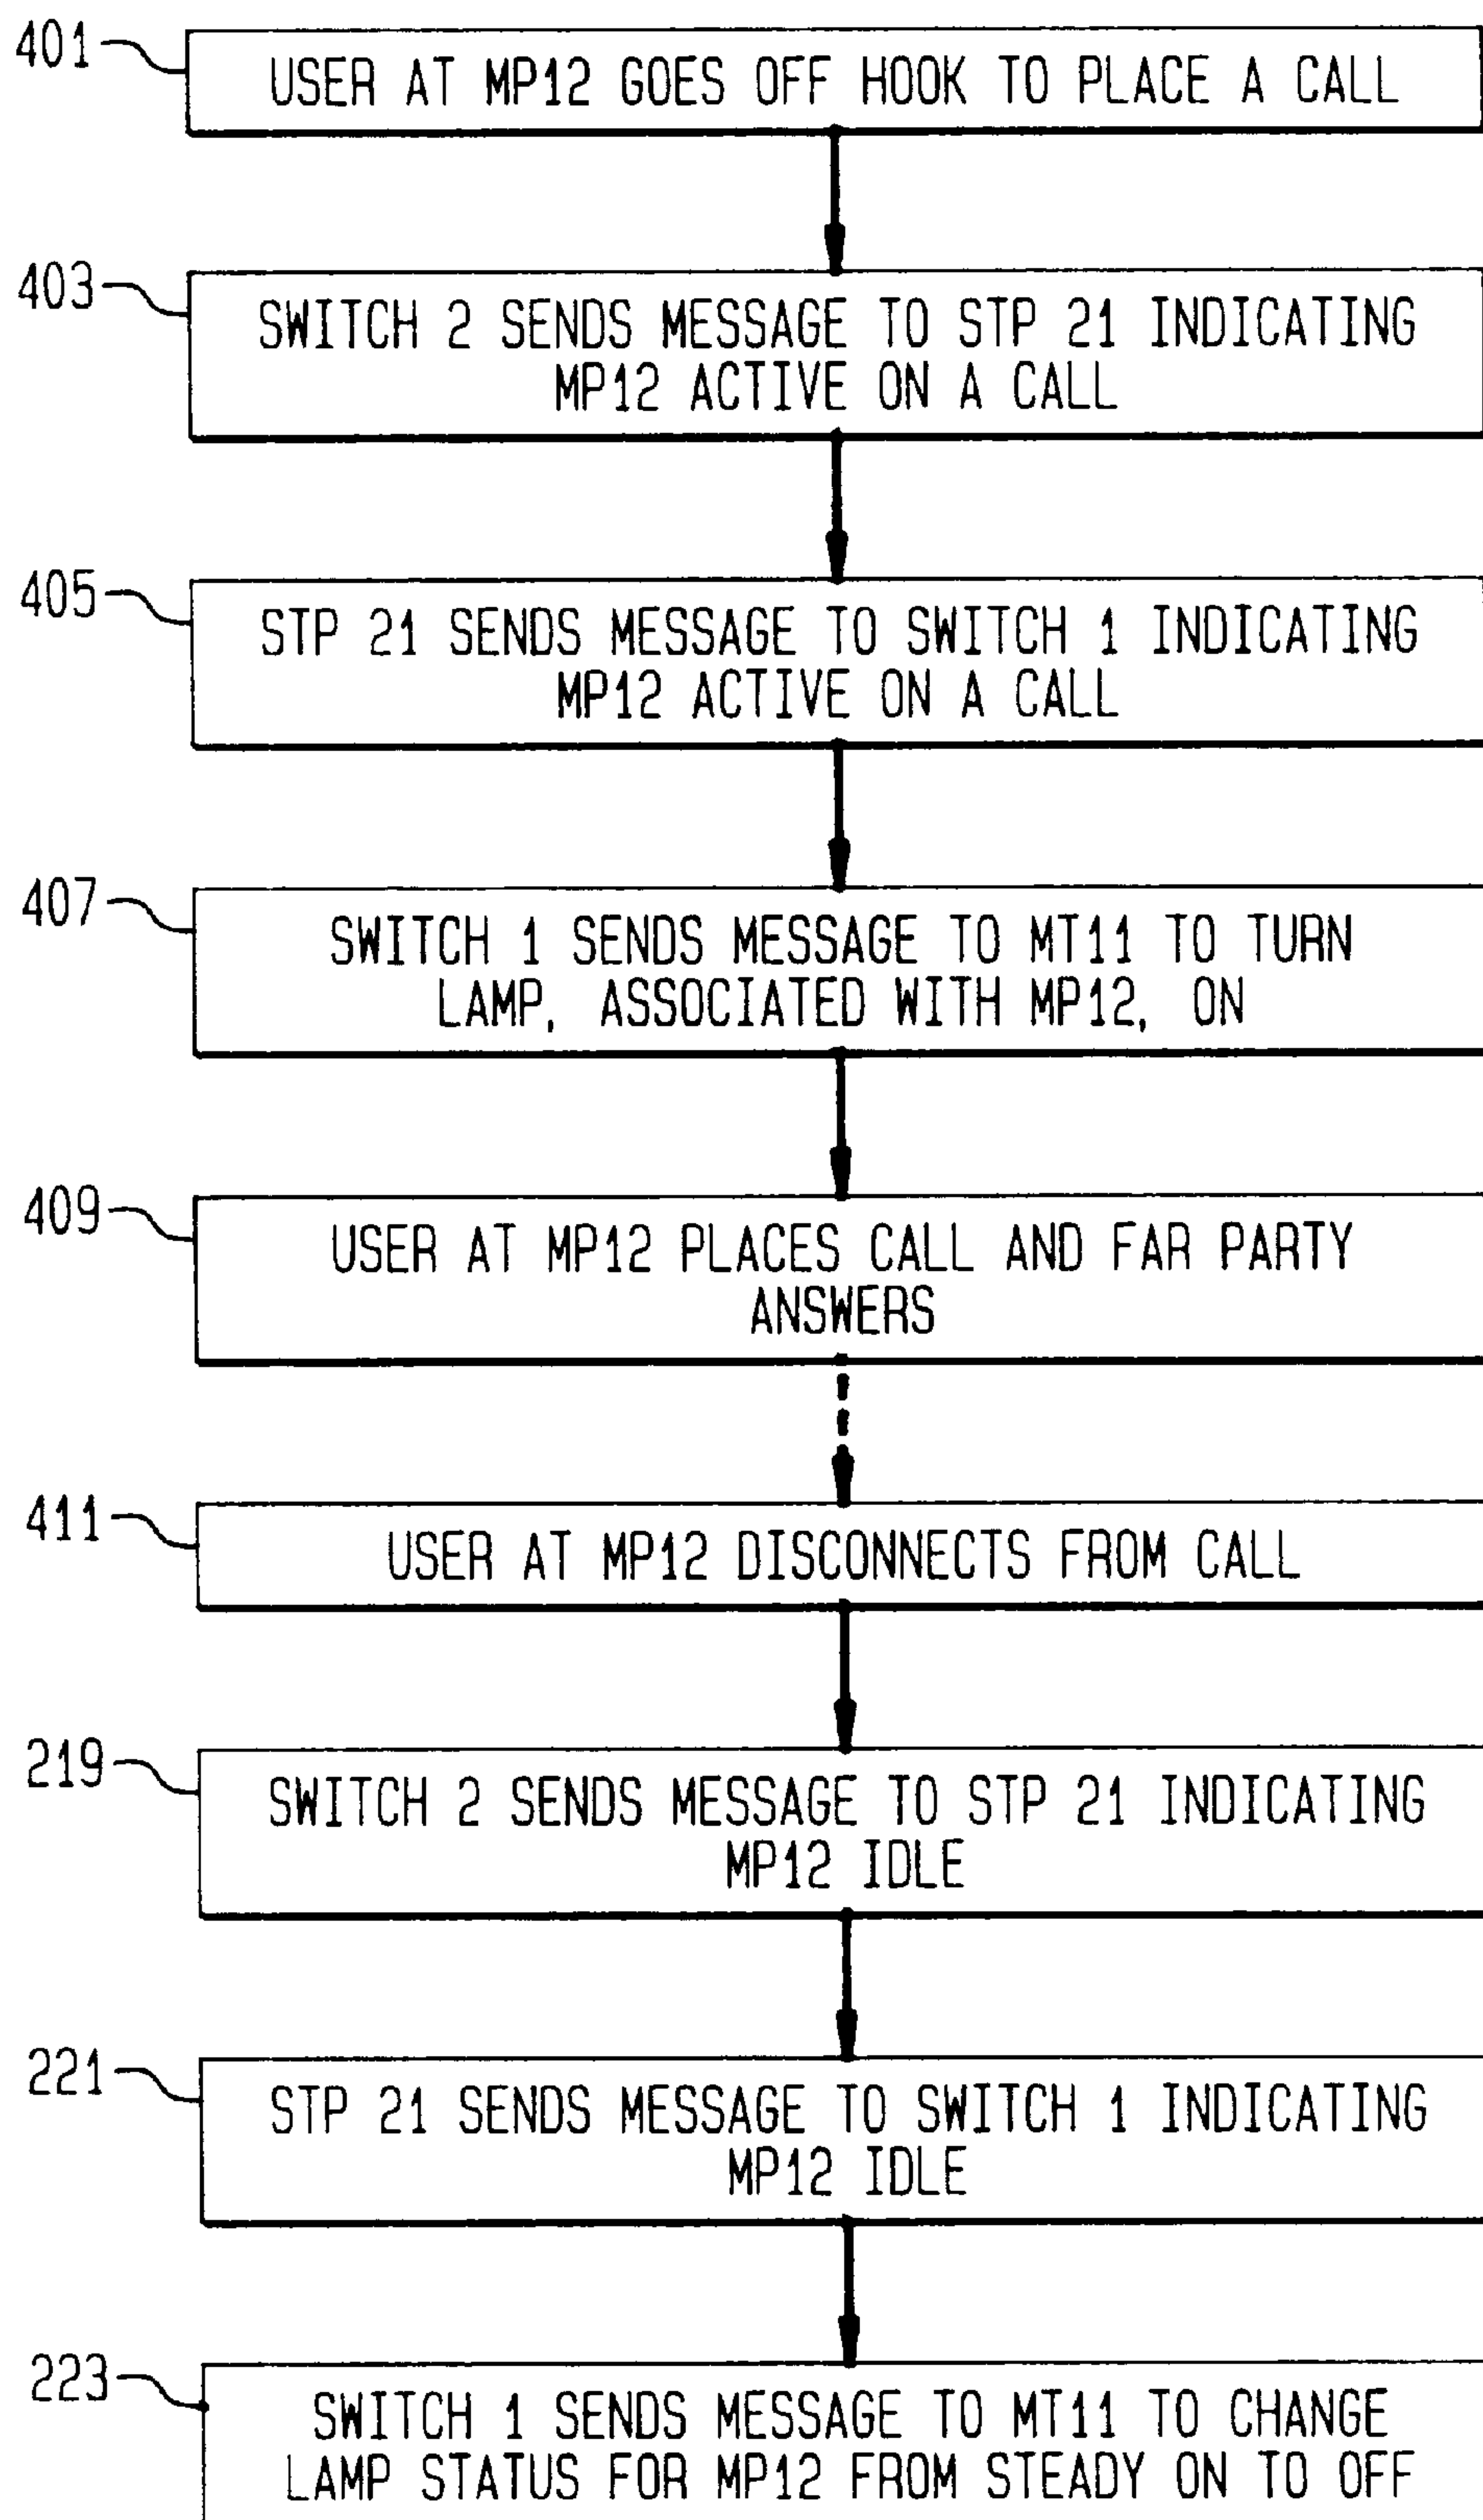 401
USER AT MP12 GOES OFF HOOK TO PLACE A CALL
403
SWITCH 2 SENDS MESSAGE TO STP 21 INDICATING
MP12 ACTIVE ON A CALL
405
STP 21 SENDS MESSAGE TO SWITCH 1 INDICATING
MP12 ACTIVE ON A CALL
407
SWITCH 1 SENDS MESSAGE TO MT11 TO TURN
LAMP, ASSOCIATED WITH MP12, ON
409
USER AT MP12 PLACES CALL AND FAR PARTY
ANSWERS
411
USER AT MP12 DISCONNECTS FROM CALL
219
SWITCH 2 SENDS MESSAGE TO STP 21 INDICATING
MP12 IDLE
221
STP 21 SENDS MESSAGE TO SWITCH 1 INDICATING
MP12 IDLE
223
SWITCH 1 SENDS MESSAGE TO MT11 TO CHANGE
LAMP STATUS FOR MP12 FROM STEADY ON TO OFF